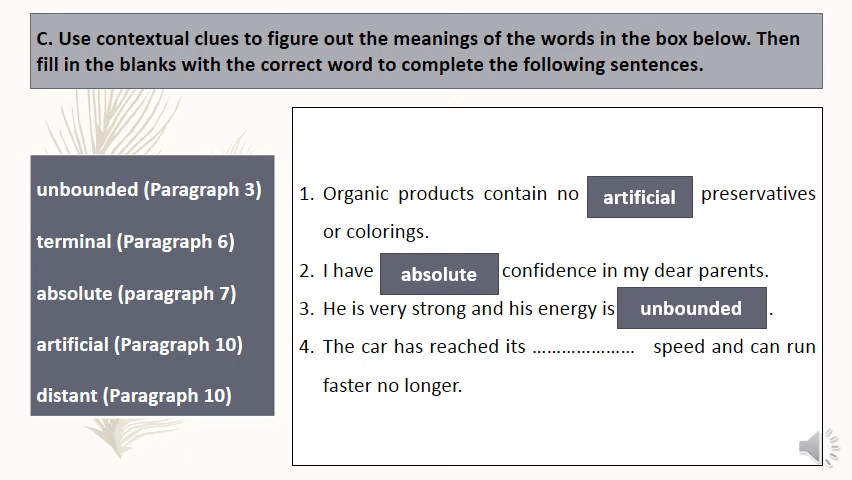 C. Use contextual clues to figure out the meanings of the words in the box below. Then
fill in the blanks with the correct word to complete the following sentences.
unbounded (Paragraph 3)
terminal (Paragraph 6)
absolute (paragraph 7)
artificial (Paragraph 10)
distant (Paragraph 10)
1. Organic products contain no artificial preservatives
or colorings.
2. I have absolute confidence in my dear parents.
3. He is very strong and his energy is unbounded .
4. The car has reached its ………………… speed and can run
faster no longer.